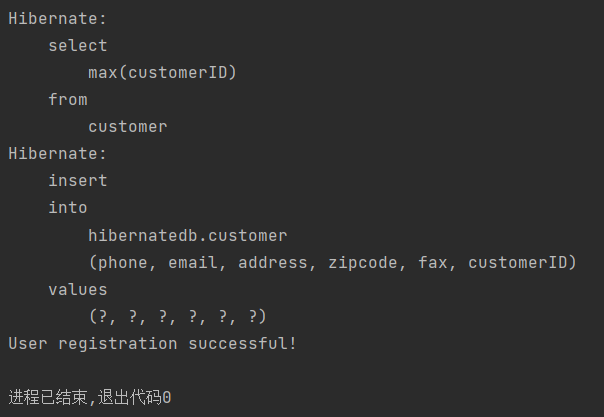 Hibernate:
    select
        max(customerID)
    from
        customer
Hibernate:
    insert
    into
        hibernatedb.customer
        (phone, email, address, zipcode, fax, customerID)
    values
        (?, ?, ?, ?, ?, ?)
User registration successful!
进程已结束,退出代码0